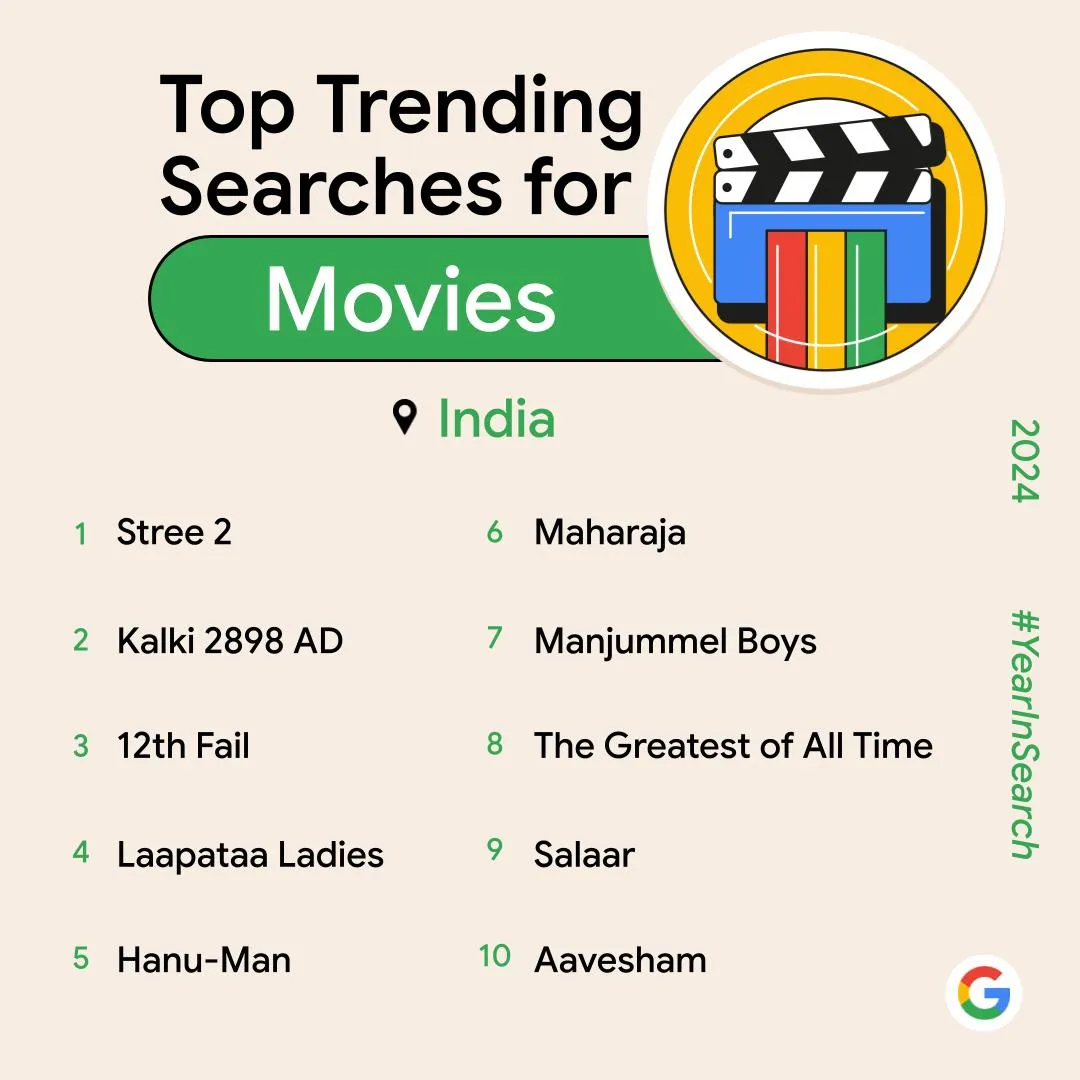 Top Trending
Searches for
Movies
India
1 Stree 2
2 Kalki 2898 AD
3 12th Fail
4 Laapataa Ladies
5 Hanu-Man
6 Maharaja
7 Manjummel Boys
8 The Greatest of All Time
9 Salaar
10 Aavesham
2024
#YearInSearch
G